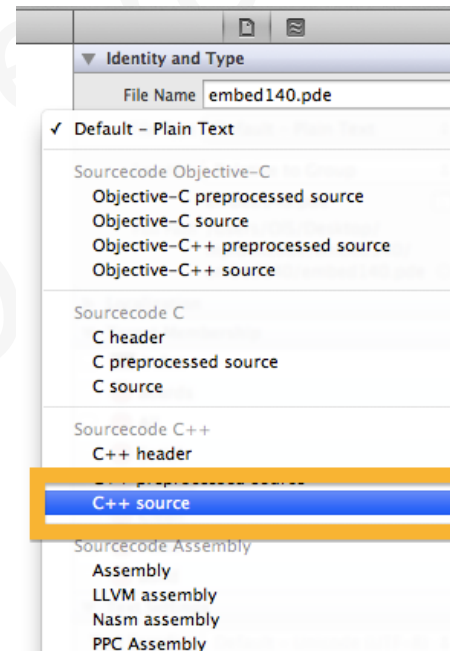 Identity and Type
File Name embed140.pde
✓ Default – Plain Text
Sourcecode Objective-C
Objective-C preprocessed source
Objective-C source
Objective-C++ preprocessed source
Objective-C++ source
Sourcecode C
C header
C preprocessed source
C source
Sourcecode C++
C++ header
C++ preprocessed source
C++ source
Sourcecode Assembly
Assembly
LLVM assembly
Nasm assembly
PPC Assembly